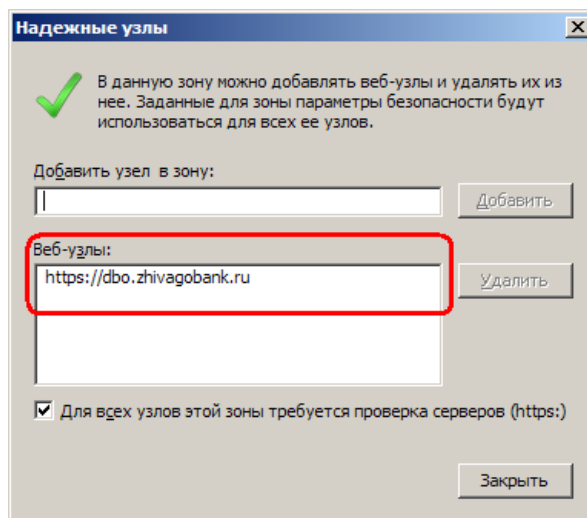 Надежные узлы
В данную зону можно добавлять веб-узлы и удалять их из
нее. Заданные для зоны параметры безопасности будут
использоваться для всех ее узлов.
Добавить узел в зону:
Добавить
Веб-узлы:
https://dbo.zhivagobank.ru
Удалить
Для всех узлов этой зоны требуется проверка серверов (https:)
Закрыть